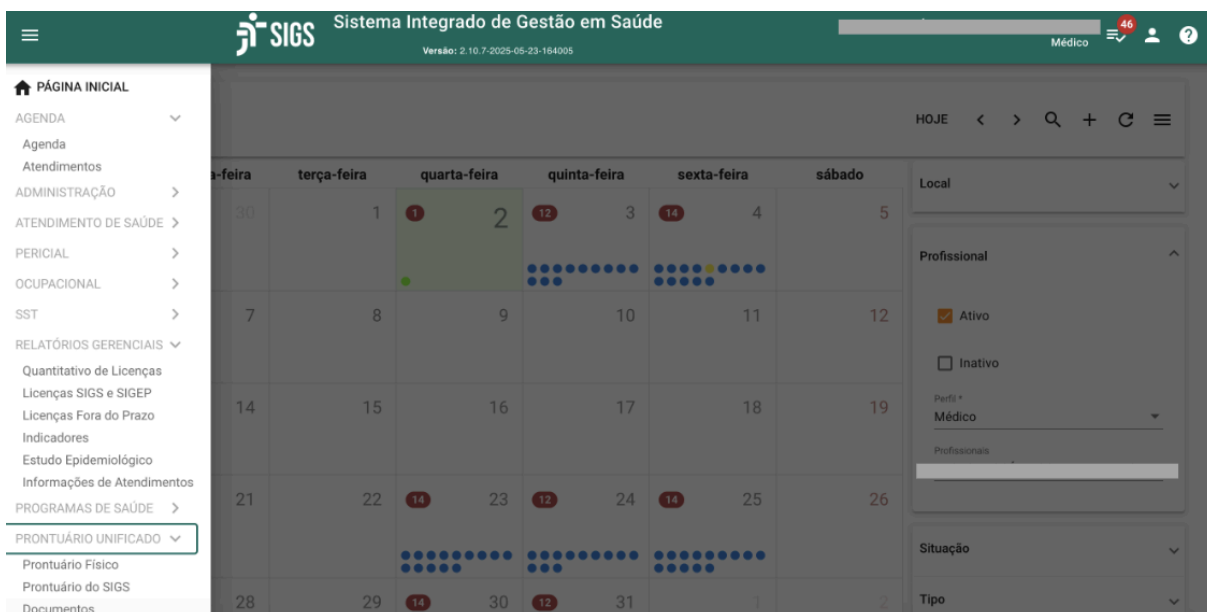 SIGS
Sistema Integrado de Gestão em Saúde
Versão: 2.10.7-2025-05-23-164005
Médico
46
?
PÁGINA INICIAL
AGENDA
Agenda
Atendimentos
ADMINISTRAÇÃO
ATENDIMENTO DE SAÚDE
PERICIAL
OCUPACIONAL
SST
RELATÓRIOS GERENCIAIS
Quantitativo de Licenças
Licenças SIGS e SIGEP
Licenças Fora do Prazo
Indicadores
Estudo Epidemiológico
Informações de Atendimentos
PROGRAMAS DE SAÚDE
PRONTUÁRIO UNIFICADO
Prontuário Físico
Prontuário do SIGS
Documentos
HOJE
a-feira terça-feira quarta-feira quinta-feira sexta-feira sábado
30 1 1 2 12 3 14 4 5
7 8 9 10 11 12
14 15 16 17 18 19
21 22 14 23 12 24 14 25 26
28 29 14 30 12 31 1 2
Local
Profissional
Ativo
Inativo
Perfil *
Médico
Profissionais
Situação
Tipo